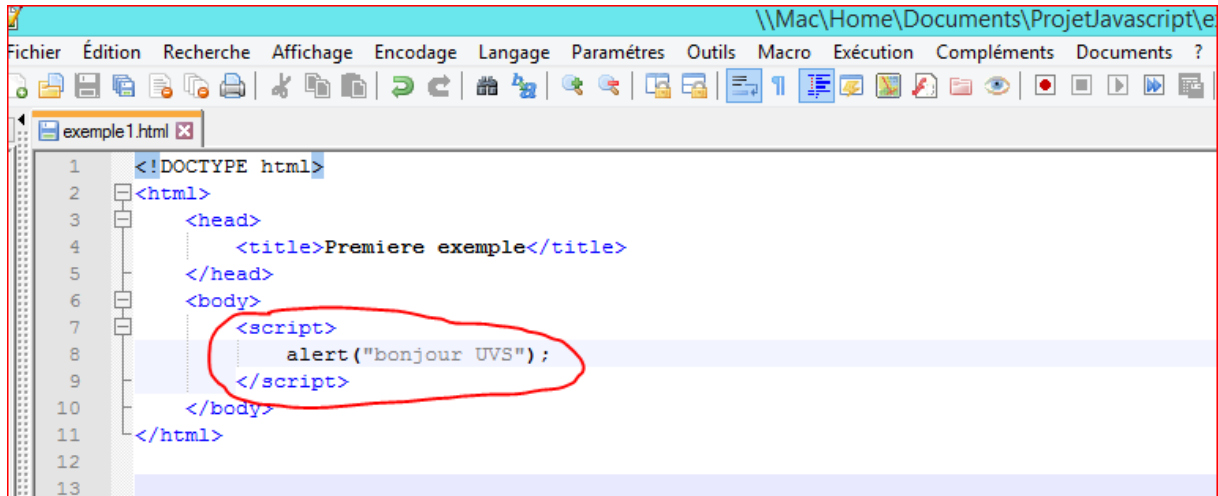 \\Mac\Home\Documents\ProjetJavascript\e
Fichier Édition Recherche Affichage Encodage Langage Paramétres Outils Macro Exécution Compléments Documents ?
exemple1.html
1 <!DOCTYPE html>
2 <html>
3 <head>
4 <title>Premiere exemple</title>
5 </head>
6 <body>
7 <script>
8 alert("bonjour UVS");
9 </script>
10 </body>
11 </html>
12
13